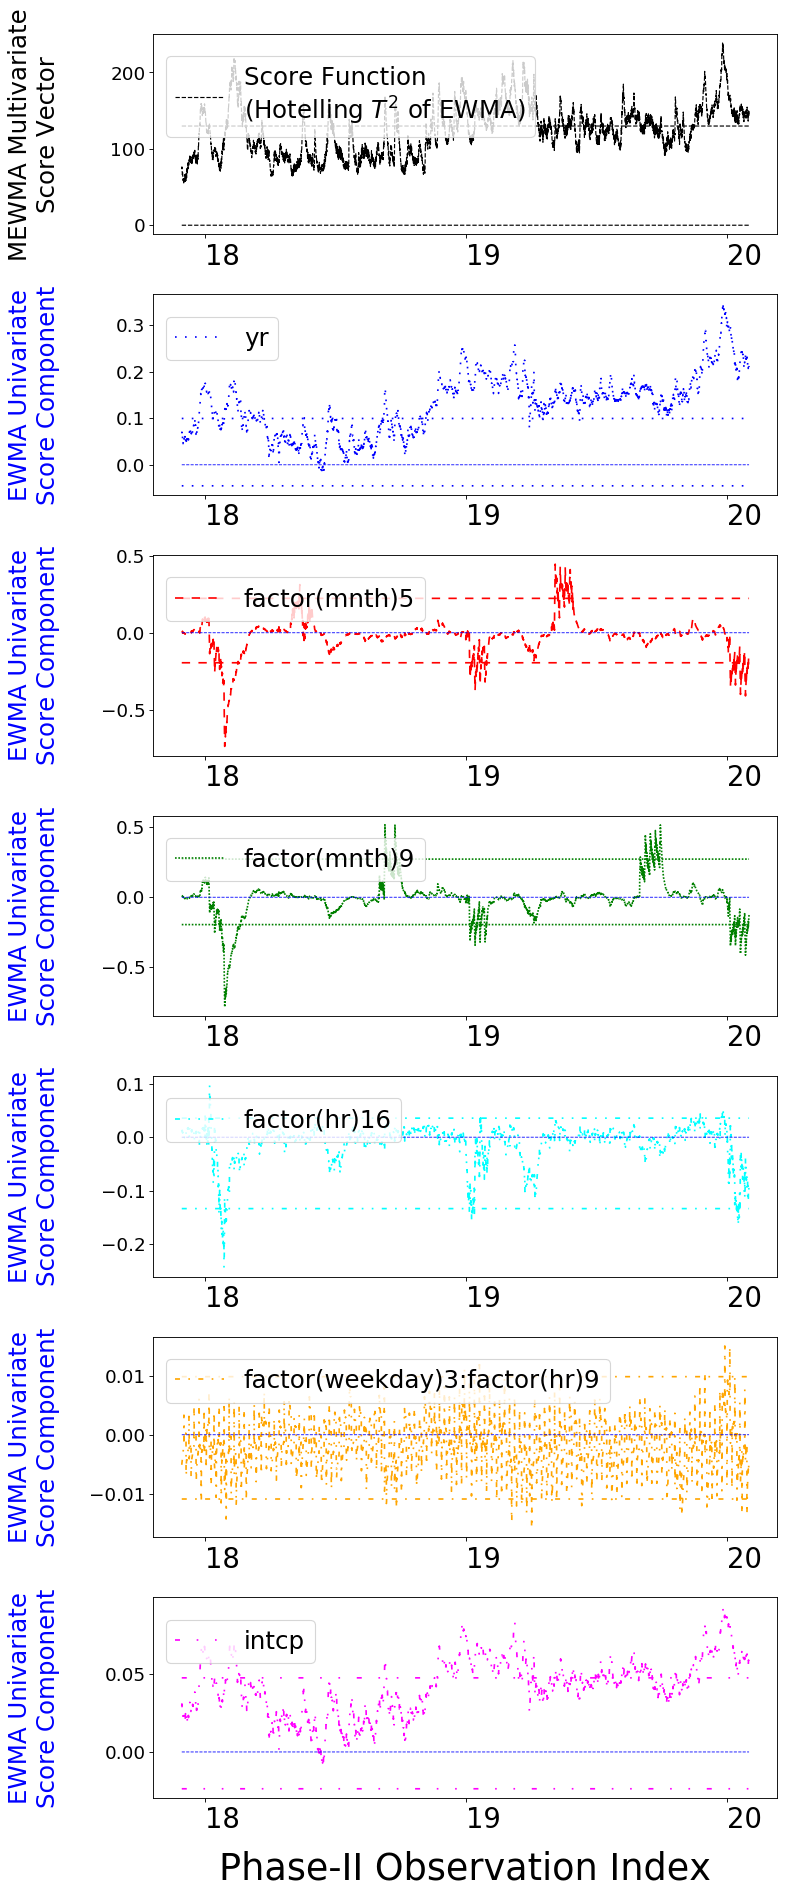 MEWMA Multivariate
Score Vector
200
100
0
Score Function
(Hotelling T² of EWMA)
18 19 20
EWMA Univariate
Score Component
0.3
0.2
0.1
0.0
yr
18 19 20
EWMA Univariate
Score Component
0.5
0.0
−0.5
factor(mnth)5
18 19 20
EWMA Univariate
Score Component
0.5
0.0
−0.5
factor(mnth)9
18 19 20
EWMA Univariate
Score Component
0.1
0.0
−0.1
−0.2
factor(hr)16
18 19 20
EWMA Univariate
Score Component
0.01
0.00
−0.01
factor(weekday)3:factor(hr)9
18 19 20
EWMA Univariate
Score Component
0.05
0.00
intcp
18 19 20
Phase-II Observation Index